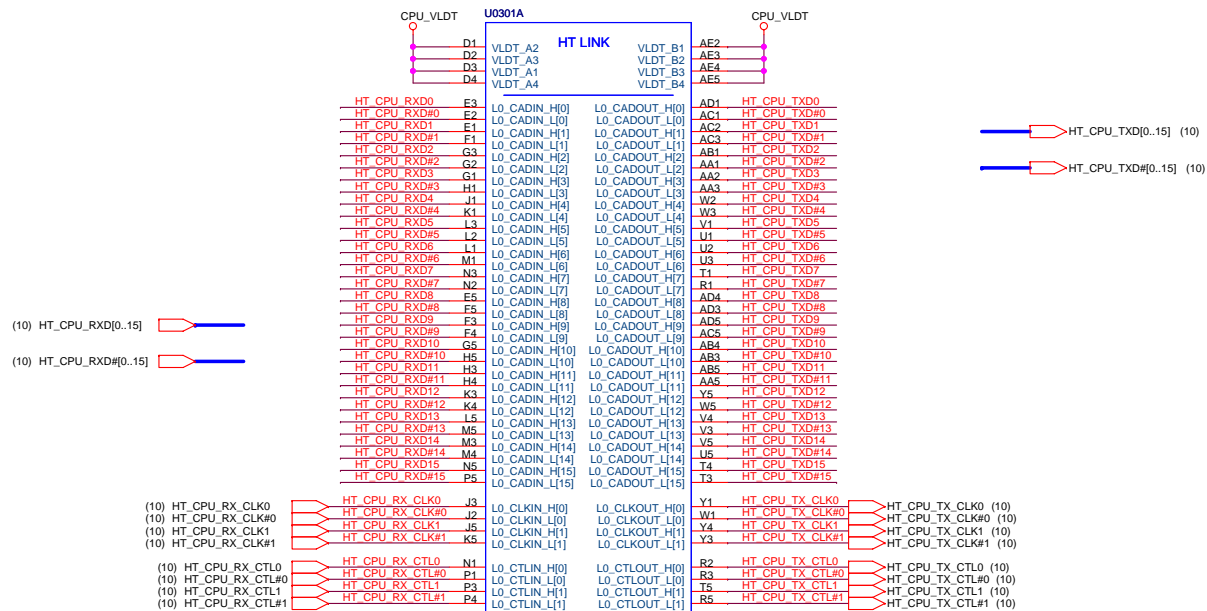 CPU_VLDT U0301A CPU_VLDT
HT LINK
D1 VLDT_A2 VLDT_B1 AE2
D2 VLDT_A3 VLDT_B2 AE3
D3 VLDT_A1 VLDT_B3 AE4
D4 VLDT_A4 VLDT_B4 AE5
HT_CPU_RXD0 E3 L0_CADIN_H[0] L0_CADOUT_H[0] AD1 HT_CPU_TXD0
HT_CPU_RXD#0 E2 L0_CADIN_L[0] L0_CADOUT_L[0] AC1 HT_CPU_TXD#0
HT_CPU_RXD1 E1 L0_CADIN_H[1] L0_CADOUT_H[1] AC2 HT_CPU_TXD1 HT_CPU_TXD[0..15] (10)
HT_CPU_RXD#1 F1 L0_CADIN_L[1] L0_CADOUT_L[1] AC3 HT_CPU_TXD#1
HT_CPU_RXD2 G3 L0_CADIN_H[2] L0_CADOUT_H[2] AB1 HT_CPU_TXD2
HT_CPU_RXD#2 G2 L0_CADIN_L[2] L0_CADOUT_L[2] AA1 HT_CPU_TXD#2 HT_CPU_TXD#[0..15] (10)
HT_CPU_RXD3 G1 L0_CADIN_H[3] L0_CADOUT_H[3] AA2 HT_CPU_TXD3
HT_CPU_RXD#3 H1 L0_CADIN_L[3] L0_CADOUT_L[3] AA3 HT_CPU_TXD#3
HT_CPU_RXD4 J1 L0_CADIN_H[4] L0_CADOUT_H[4] W2 HT_CPU_TXD4
HT_CPU_RXD#4 K1 L0_CADIN_L[4] L0_CADOUT_L[4] W3 HT_CPU_TXD#4
HT_CPU_RXD5 L3 L0_CADIN_H[5] L0_CADOUT_H[5] V1 HT_CPU_TXD5
HT_CPU_RXD#5 L2 L0_CADIN_L[5] L0_CADOUT_L[5] U1 HT_CPU_TXD#5
HT_CPU_RXD6 L1 L0_CADIN_H[6] L0_CADOUT_H[6] U2 HT_CPU_TXD6
HT_CPU_RXD#6 M1 L0_CADIN_L[6] L0_CADOUT_L[6] U3 HT_CPU_TXD#6
HT_CPU_RXD7 N3 L0_CADIN_H[7] L0_CADOUT_H[7] T1 HT_CPU_TXD7
HT_CPU_RXD#7 N2 L0_CADIN_L[7] L0_CADOUT_L[7] R1 HT_CPU_TXD#7
HT_CPU_RXD8 E5 L0_CADIN_H[8] L0_CADOUT_H[8] AD4 HT_CPU_TXD8
HT_CPU_RXD#8 F5 L0_CADIN_L[8] L0_CADOUT_L[8] AD3 HT_CPU_TXD#8
(10) HT_CPU_RXD[0..15] HT_CPU_RXD9 F3 L0_CADIN_H[9] L0_CADOUT_H[9] AD5 HT_CPU_TXD9
HT_CPU_RXD#9 F4 L0_CADIN_L[9] L0_CADOUT_L[9] AC5 HT_CPU_TXD#9
HT_CPU_RXD10 G5 L0_CADIN_H[10] L0_CADOUT_H[10] AB4 HT_CPU_TXD10
(10) HT_CPU_RXD#[0..15] HT_CPU_RXD#10 H5 L0_CADIN_L[10] L0_CADOUT_L[10] AB3 HT_CPU_TXD#10
HT_CPU_RXD11 H3 L0_CADIN_H[11] L0_CADOUT_H[11] AB5 HT_CPU_TXD11
HT_CPU_RXD#11 H4 L0_CADIN_L[11] L0_CADOUT_L[11] AA5 HT_CPU_TXD#11
HT_CPU_RXD12 K3 L0_CADIN_H[12] L0_CADOUT_H[12] Y5 HT_CPU_TXD12
HT_CPU_RXD#12 K4 L0_CADIN_L[12] L0_CADOUT_L[12] W5 HT_CPU_TXD#12
HT_CPU_RXD13 L5 L0_CADIN_H[13] L0_CADOUT_H[13] V4 HT_CPU_TXD13
HT_CPU_RXD#13 M5 L0_CADIN_L[13] L0_CADOUT_L[13] V3 HT_CPU_TXD#13
HT_CPU_RXD14 M3 L0_CADIN_H[14] L0_CADOUT_H[14] V5 HT_CPU_TXD14
HT_CPU_RXD#14 M4 L0_CADIN_L[14] L0_CADOUT_L[14] U5 HT_CPU_TXD#14
HT_CPU_RXD15 N5 L0_CADIN_H[15] L0_CADOUT_H[15] T4 HT_CPU_TXD15
HT_CPU_RXD#15 P5 L0_CADIN_L[15] L0_CADOUT_L[15] T3 HT_CPU_TXD#15
(10) HT_CPU_RX_CLK0 HT_CPU_RX_CLK0 J3 L0_CLKIN_H[0] L0_CLKOUT_H[0] Y1 HT_CPU_TX_CLK0 HT_CPU_TX_CLK0 (10)
(10) HT_CPU_RX_CLK#0 HT_CPU_RX_CLK#0 J2 L0_CLKIN_L[0] L0_CLKOUT_L[0] W1 HT_CPU_TX_CLK#0 HT_CPU_TX_CLK#0 (10)
(10) HT_CPU_RX_CLK1 HT_CPU_RX_CLK1 J5 L0_CLKIN_H[1] L0_CLKOUT_H[1] Y4 HT_CPU_TX_CLK1 HT_CPU_TX_CLK1 (10)
(10) HT_CPU_RX_CLK#1 HT_CPU_RX_CLK#1 K5 L0_CLKIN_L[1] L0_CLKOUT_L[1] Y3 HT_CPU_TX_CLK#1 HT_CPU_TX_CLK#1 (10)
(10) HT_CPU_RX_CTL0 HT_CPU_RX_CTL0 N1 L0_CTLIN_H[0] L0_CTLOUT_H[0] R2 HT_CPU_TX_CTL0 HT_CPU_TX_CTL0 (10)
(10) HT_CPU_RX_CTL#0 HT_CPU_RX_CTL#0 P1 L0_CTLIN_L[0] L0_CTLOUT_L[0] R3 HT_CPU_TX_CTL#0 HT_CPU_TX_CTL#0 (10)
(10) HT_CPU_RX_CTL1 HT_CPU_RX_CTL1 P3 L0_CTLIN_H[1] L0_CTLOUT_H[1] T5 HT_CPU_TX_CTL1 HT_CPU_TX_CTL1 (10)
(10) HT_CPU_RX_CTL#1 HT_CPU_RX_CTL#1 P4 L0_CTLIN_L[1] L0_CTLOUT_L[1] R5 HT_CPU_TX_CTL#1 HT_CPU_TX_CTL#1 (10)